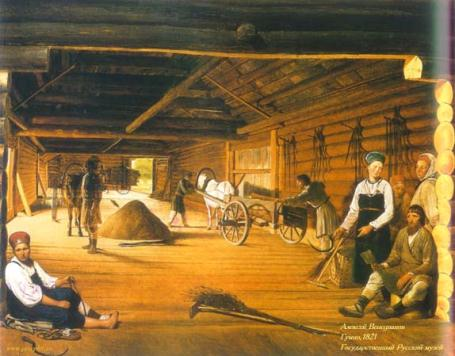 Алексей Венецианов
Гумно, 1821
Государственный Русский музей